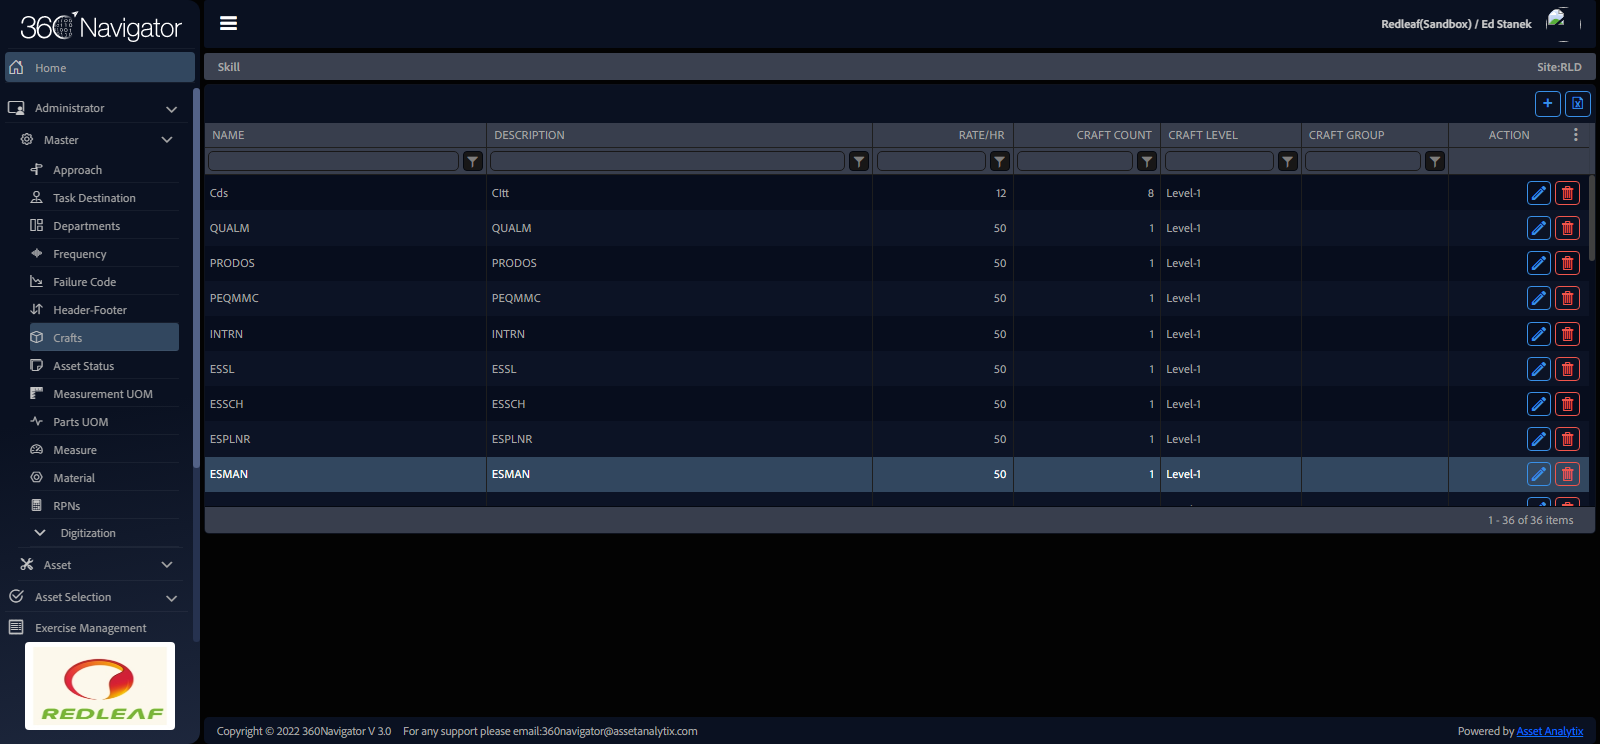 360 Navigator
Redleaf(Sandbox) / Ed Stanek
Home
Skill
Site:RLD
Administrator
Master
Approach
Task Destination
Departments
Frequency
Failure Code
Header-Footer
Crafts
Asset Status
Measurement UOM
Parts UOM
Measure
Material
RPNs
Digitization
Asset
Asset Selection
Exercise Management
REDLEAF
NAME DESCRIPTION RATE/HR CRAFT COUNT CRAFT LEVEL CRAFT GROUP ACTION
Cds Cltt 12 8 Level-1
QUALM QUALM 50 1 Level-1
PRODOS PRODOS 50 1 Level-1
PEQMMC PEQMMC 50 1 Level-1
INTRN INTRN 50 1 Level-1
ESSL ESSL 50 1 Level-1
ESSCH ESSCH 50 1 Level-1
ESPLNR ESPLNR 50 1 Level-1
ESMAN ESMAN 50 1 Level-1
1 - 36 of 36 items
Copyright © 2022 360Navigator V 3.0 For any support please email:360navigator@assetanalytix.com
Powered by Asset Analytix